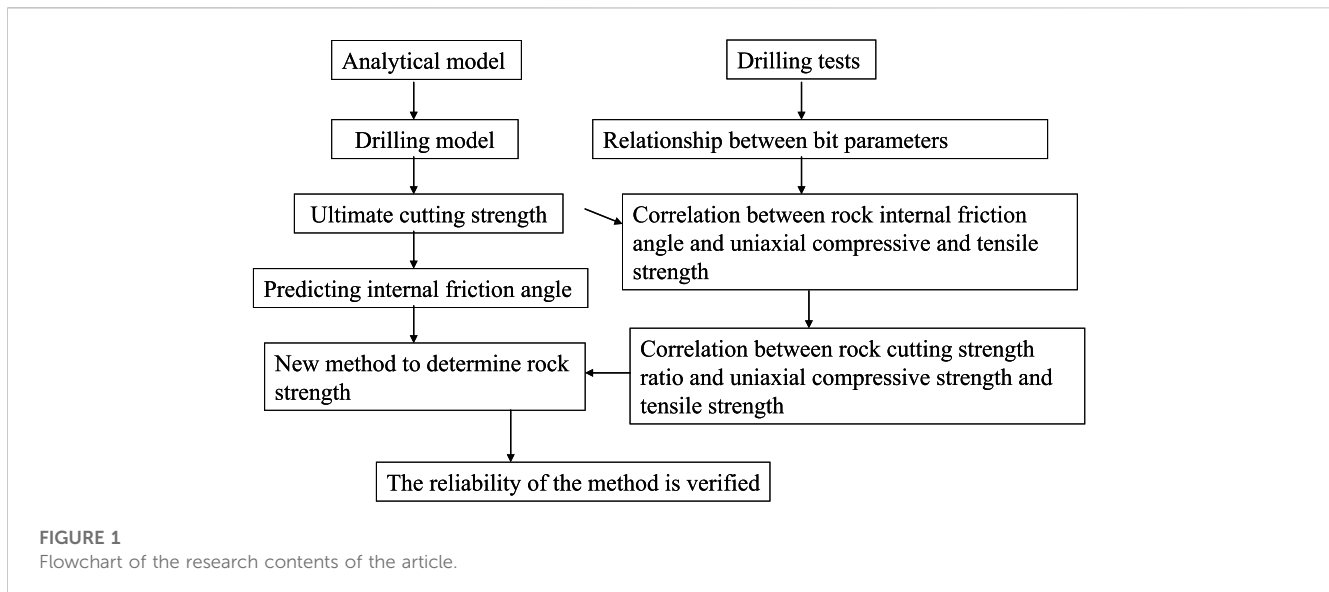 Analytical model
Drilling tests
Drilling model
Relationship between bit parameters
Ultimate cutting strength
Correlation between rock internal friction
angle and uniaxial compressive and tensile
strength
Predicting internal friction angle
New method to determine rock
strength
Correlation between rock cutting strength
ratio and uniaxial compressive strength and
tensile strength
The reliability of the method is verified
FIGURE 1
Flowchart of the research contents of the article.